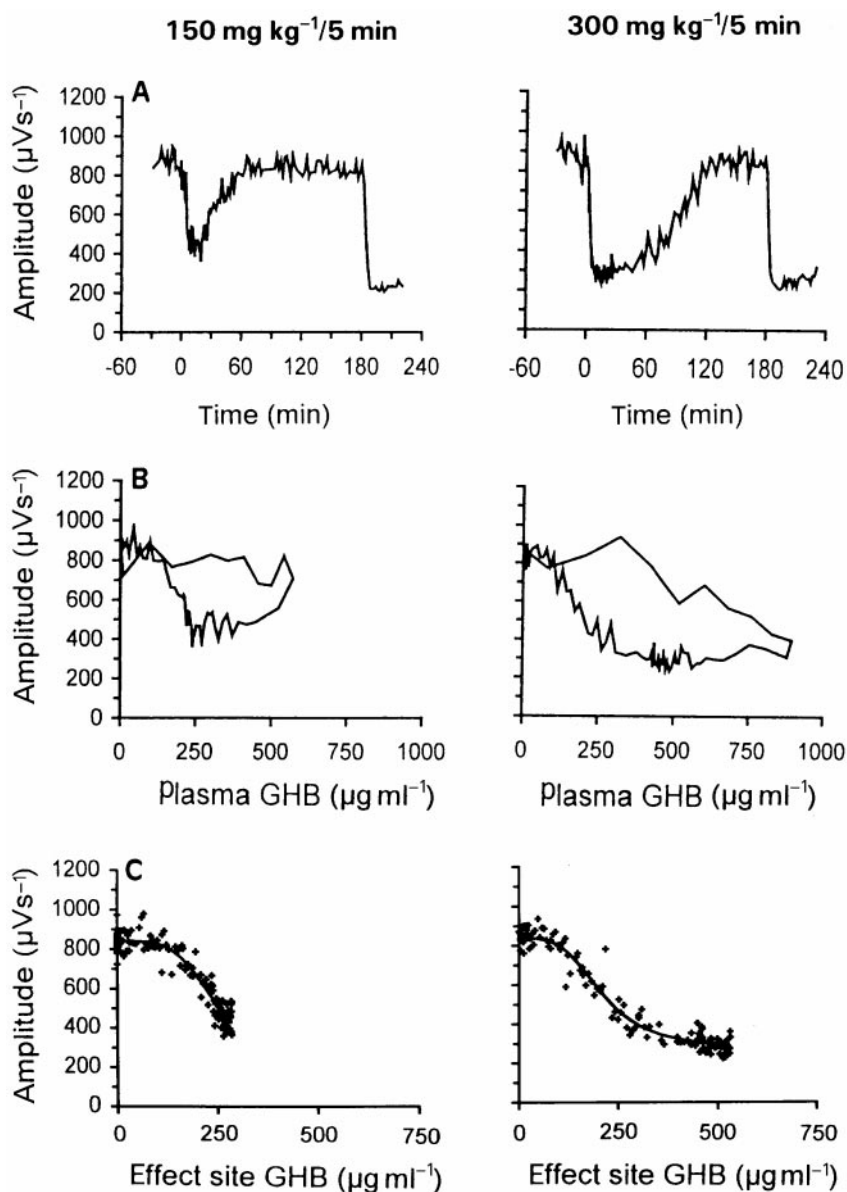 150 mg kg⁻¹/5 min
300 mg kg⁻¹/5 min
A
Amplitude (µVs⁻¹)
1200
1000
800
600
400
200
0
-60 0 60 120 180 240
-60 0 60 120 180 240
Time (min)
Time (min)
B
Amplitude (µVs⁻¹)
1200
1000
800
600
400
200
0
0 250 500 750 1000
0 250 500 750 1000
Plasma GHB (µg ml⁻¹)
Plasma GHB (µg ml⁻¹)
C
Amplitude (µVs⁻¹)
1200
1000
800
600
400
200
0
0 250 500 750
0 250 500 750
Effect site GHB (µg ml⁻¹)
Effect site GHB (µg ml⁻¹)